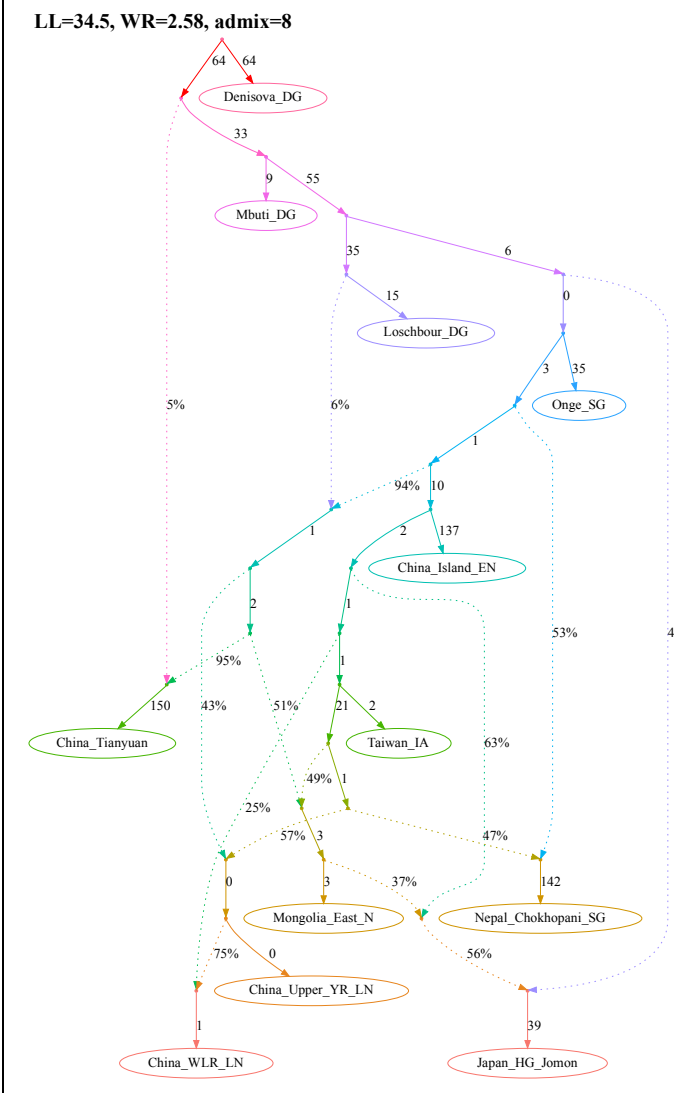 LL=34.5, WR=2.58, admix=8
64 64
Denisova_DG
33
9 55
Mbuti_DG
35 6
15 0
Loschbour_DG
3 35
5% 6% Onge_SG
1
94% 10
1 2 137
China_Island_EN
2 1
53% 4
95% 1
150 43% 51% 21 2
China_Tianyuan Taiwan_IA
63%
49% 1
25%
57% 3 47%
0 3 37% 142
Mongolia_East_N Nepal_Chokhopani_SG
75% 0 56%
China_Upper_YR_LN
1 39
China_WLR_LN Japan_HG_Jomon